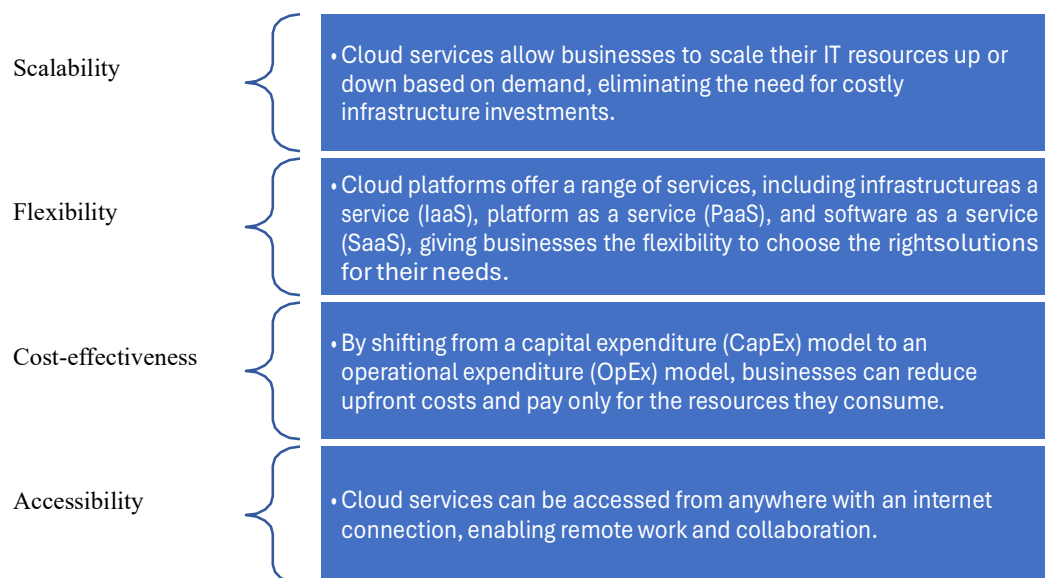 Scalability
• Cloud services allow businesses to scale their IT resources up or
down based on demand, eliminating the need for costly
infrastructure investments.
Flexibility
• Cloud platforms offer a range of services, including infrastructureas a
service (IaaS), platform as a service (PaaS), and software as a service
(SaaS), giving businesses the flexibility to choose the rightsolutions
for their needs.
Cost-effectiveness
• By shifting from a capital expenditure (CapEx) model to an
operational expenditure (OpEx) model, businesses can reduce
upfront costs and pay only for the resources they consume.
Accessibility
• Cloud services can be accessed from anywhere with an internet
connection, enabling remote work and collaboration.